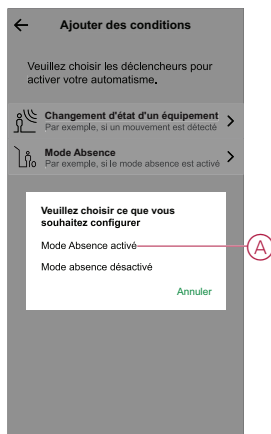 Ajouter des conditions
Veuillez choisir les déclencheurs pour
activer votre automatisme.
Changement d'état d'un équipement
Par exemple, si un mouvement est détecté
Mode Absence
Par exemple, si le mode absence est activé
Veuillez choisir ce que vous
souhaitez configurer
Mode Absence activé
A
Mode absence désactivé
Annuler